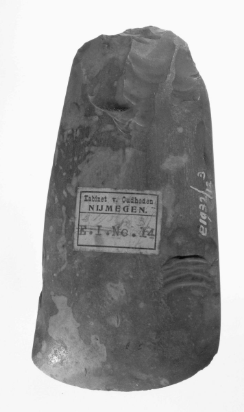 Kabinet v. Oudheden
NIJMEGEN.
E.I.No. 14